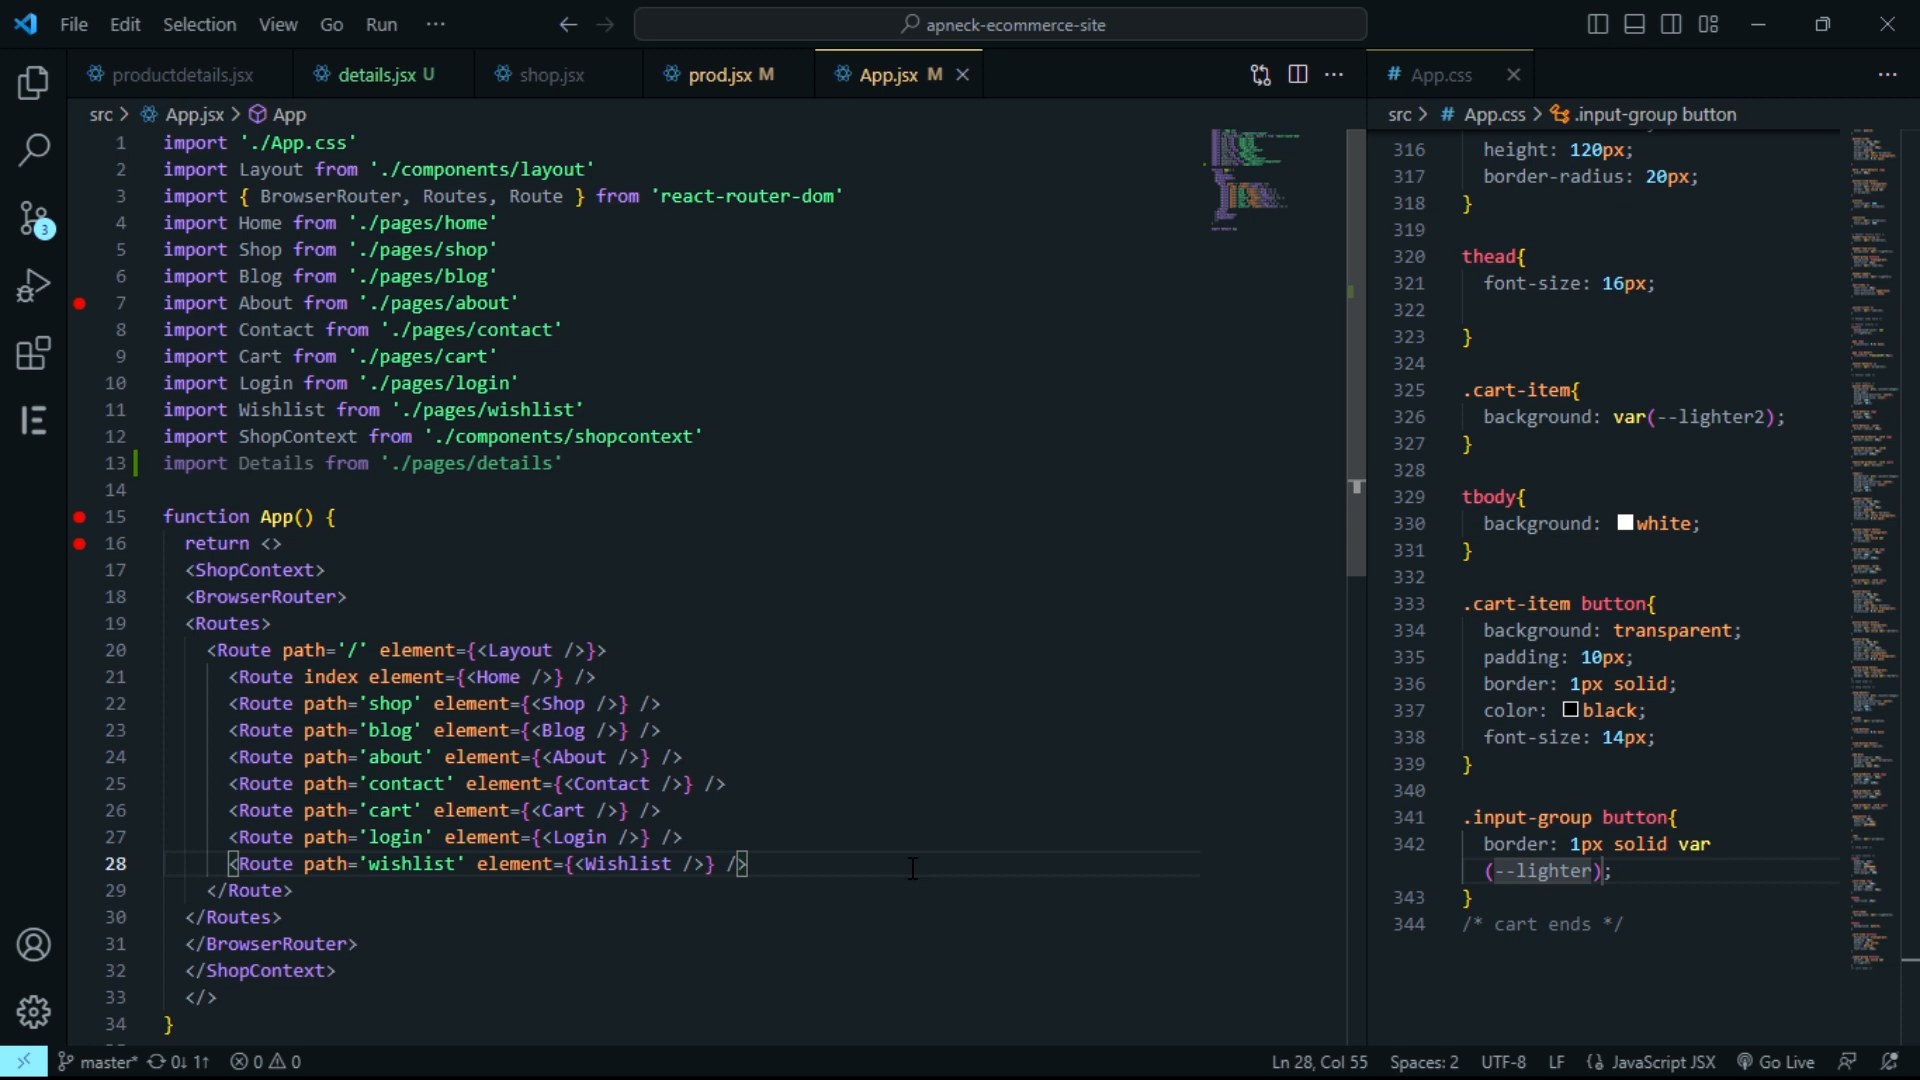 File Edit Selection View Go Run ···
apneck-ecommerce-site
productdetails.jsx details.jsx U shop.jsx prod.jsx M App.jsx M
# App.css
src > App.jsx > App
1 import './App.css'
2 import Layout from './components/layout'
3 import { BrowserRouter, Routes, Route } from 'react-router-dom'
4 import Home from './pages/home'
5 import Shop from './pages/shop'
6 import Blog from './pages/blog'
7 import About from './pages/about'
8 import Contact from './pages/contact'
9 import Cart from './pages/cart'
10 import Login from './pages/login'
11 import Wishlist from './pages/wishlist'
12 import ShopContext from './components/shopcontext'
13 import Details from './pages/details'
14
15 function App() {
16 return <>
17 <ShopContext>
18 <BrowserRouter>
19 <Routes>
20 <Route path='/' element={<Layout />}>
21 <Route index element={<Home />} />
22 <Route path='shop' element={<Shop />} />
23 <Route path='blog' element={<Blog />} />
24 <Route path='about' element={<About />} />
25 <Route path='contact' element={<Contact />} />
26 <Route path='cart' element={<Cart />} />
27 <Route path='login' element={<Login />} />
28 <Route path='wishlist' element={<Wishlist />} />
29 </Route>
30 </Routes>
31 </BrowserRouter>
32 </ShopContext>
33 </>
34 }
src > # App.css > .input-group button
316 height: 120px;
317 border-radius: 20px;
318 }
319
320 thead{
321 font-size: 16px;
322
323 }
324
325 .cart-item{
326 background: var(--lighter2);
327 }
328
329 tbody{
330 background: white;
331 }
332
333 .cart-item button{
334 background: transparent;
335 padding: 10px;
336 border: 1px solid;
337 color: black;
338 font-size: 14px;
339 }
340
341 .input-group button{
342 border: 1px solid var
(--lighter);
343 }
344 /* cart ends */
3
master* 0↓ 1↑ 0 0
Ln 28, Col 55 Spaces: 2 UTF-8 LF {} JavaScript JSX Go Live